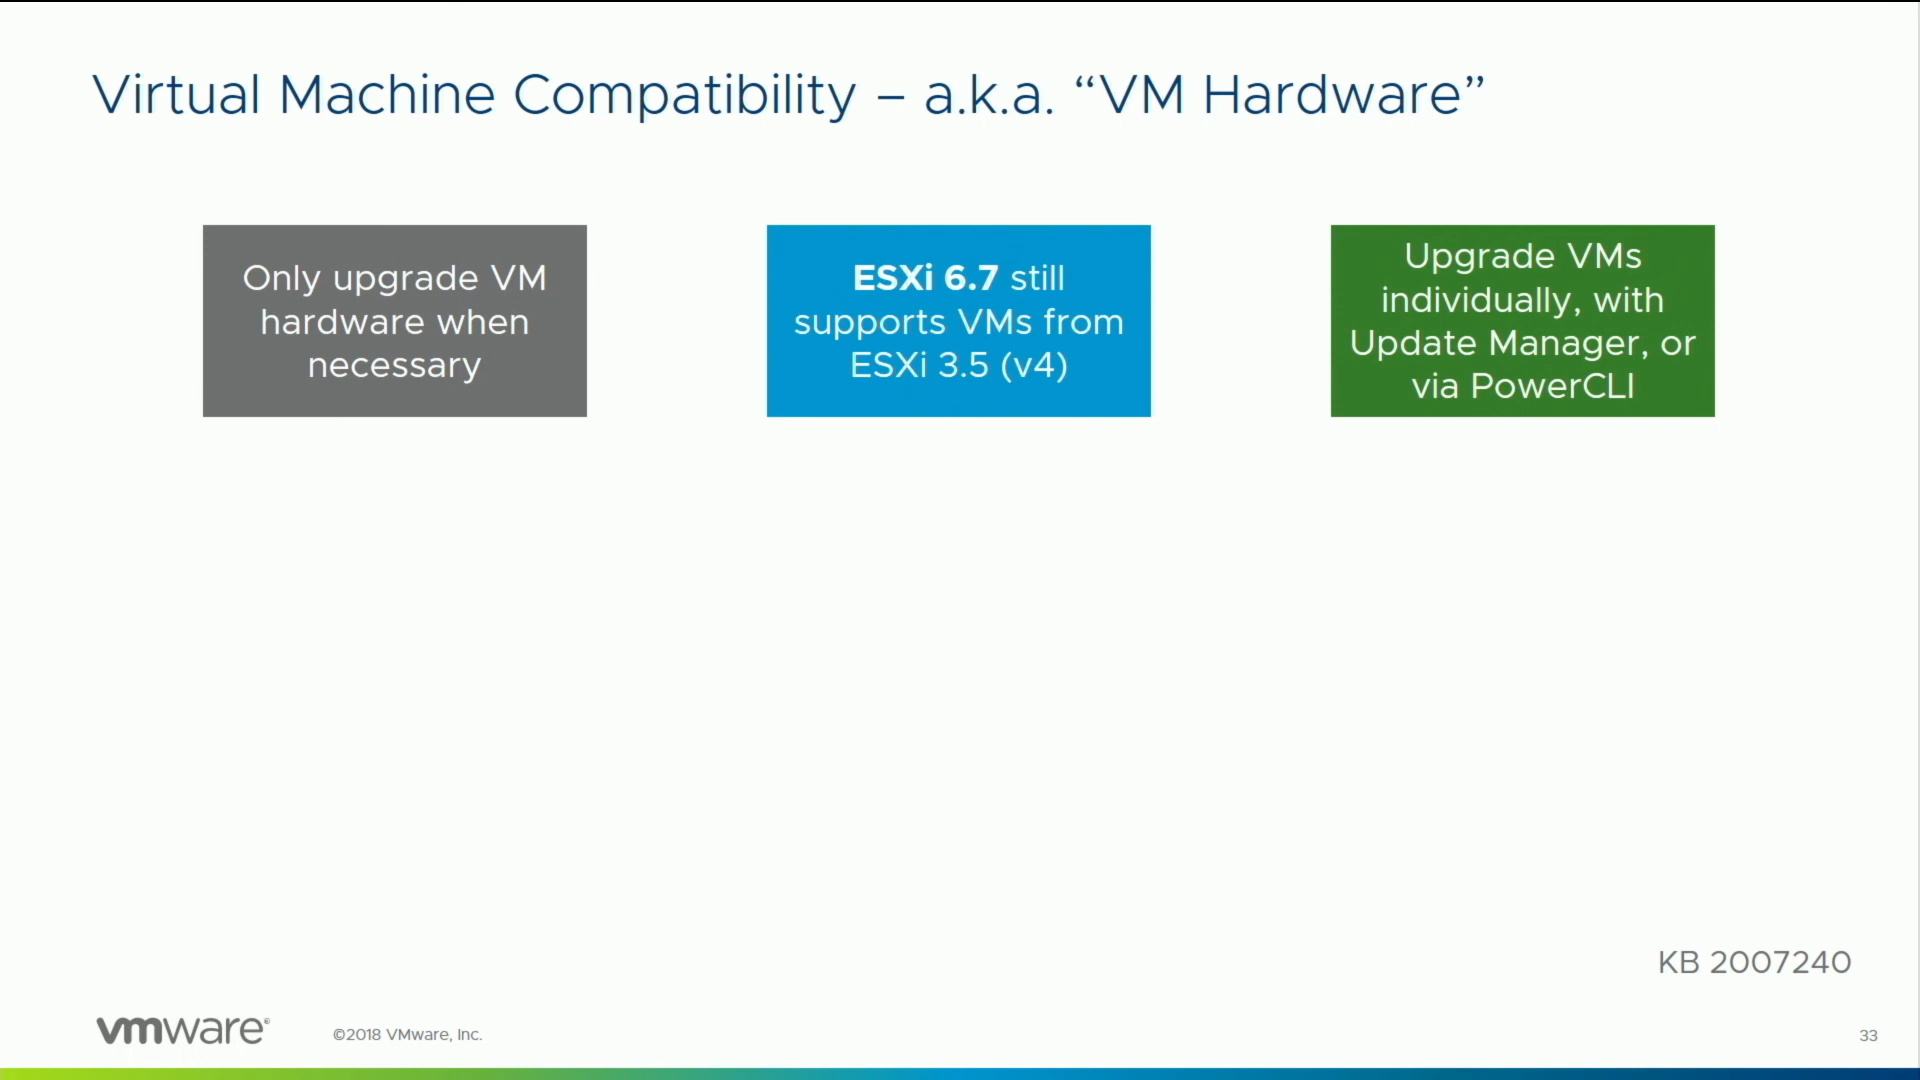 Virtual Machine Compatibility – a.k.a. “VM Hardware”
Only upgrade VM
hardware when
necessary
ESXi 6.7 still
supports VMs from
ESXi 3.5 (v4)
Upgrade VMs
individually, with
Update Manager, or
via PowerCLI
KB 2007240
vmware®
©2018 VMware, Inc.
33